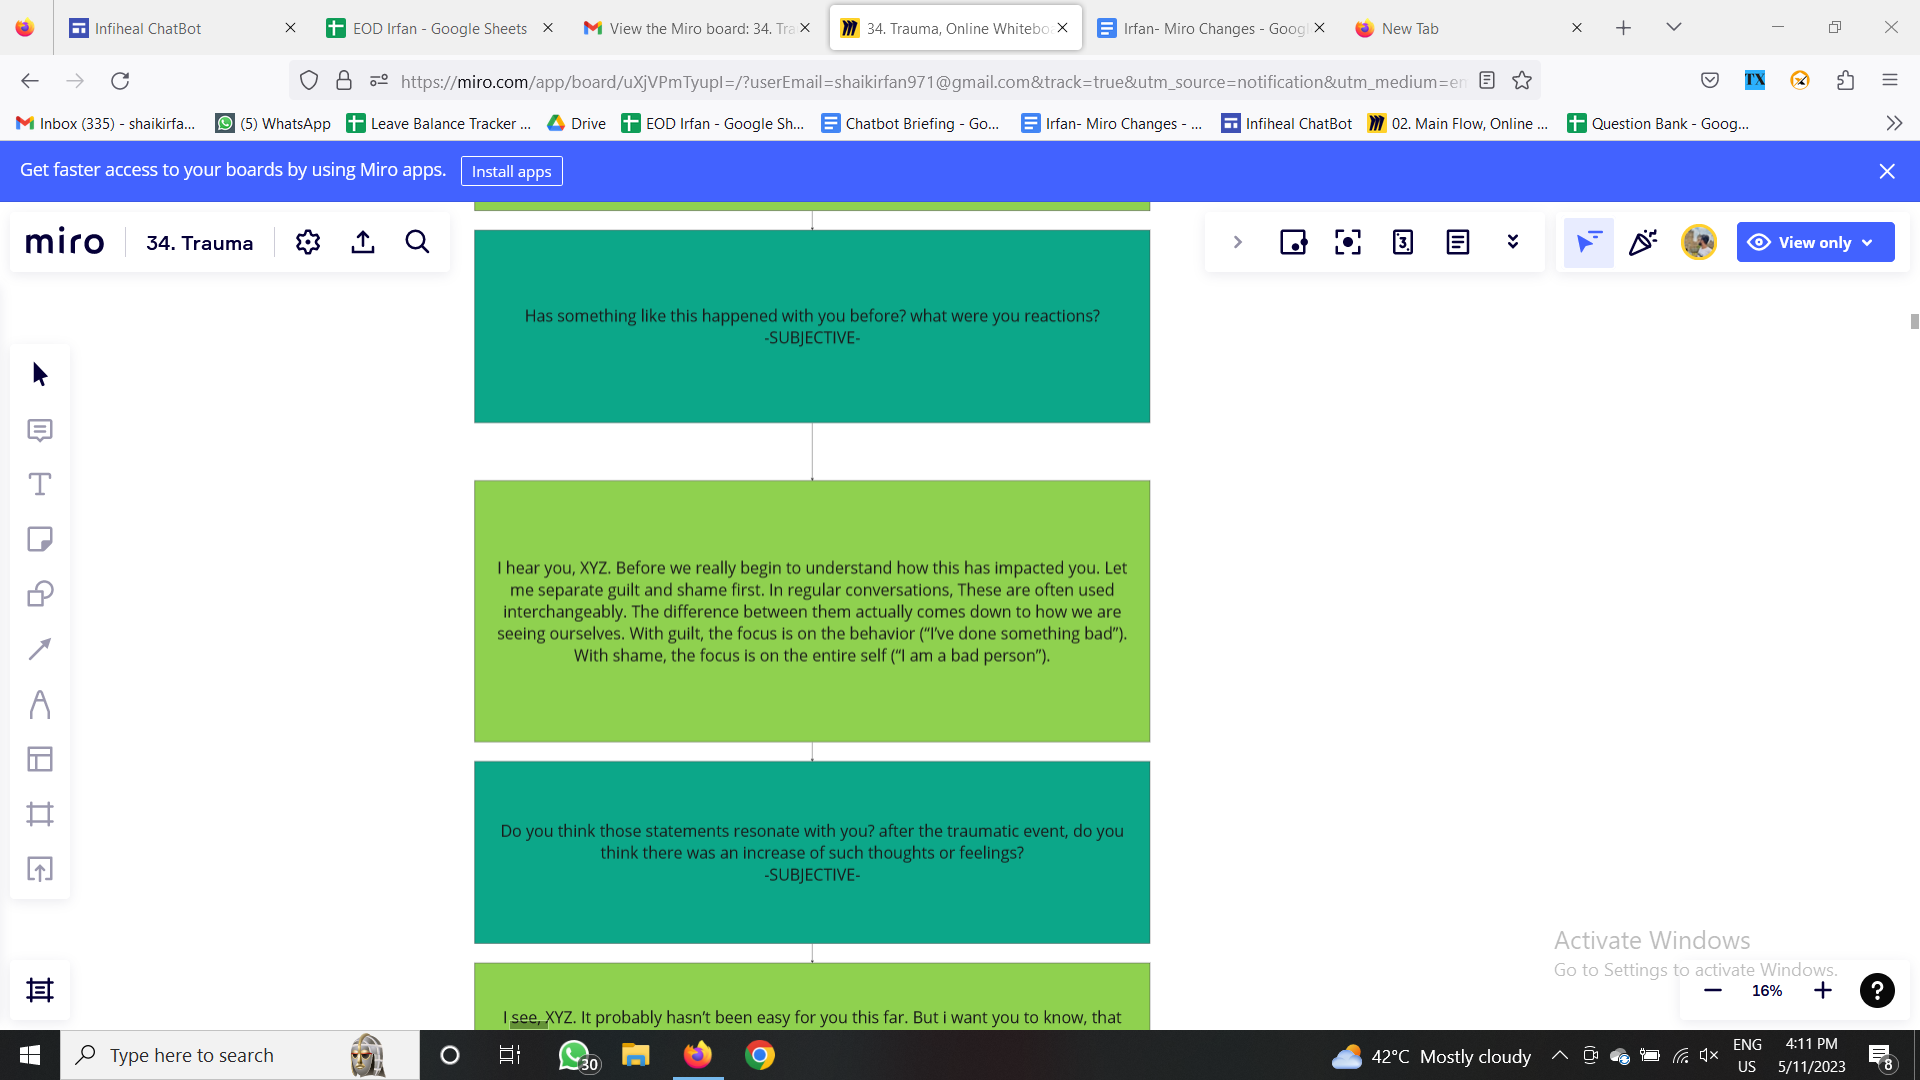 Infiheal ChatBot
EOD Irfan - Google Sheets
View the Miro board: 34. Tra
34. Trauma, Online Whitebo
Irfan- Miro Changes - Googl
New Tab
https://miro.com/app/board/uXjVPmTyupI=/?userEmail=shaikirfan971@gmail.com&track=true&utm_source=notification&utm_medium=em
TX
Inbox (335) - shaikirfa...
(5) WhatsApp
Leave Balance Tracker ...
Drive
EOD Irfan - Google Sh...
Chatbot Briefing - Go...
Irfan- Miro Changes - ...
Infiheal ChatBot
02. Main Flow, Online ...
Question Bank - Goog...
Get faster access to your boards by using Miro apps.
Install apps
miro
34. Trauma
3
View only
Has something like this happened with you before? what were you reactions?
-SUBJECTIVE-
I hear you, XYZ. Before we really begin to understand how this has impacted you. Let
me separate guilt and shame first. In regular conversations, These are often used
interchangeably. The difference between them actually comes down to how we are
seeing ourselves. With guilt, the focus is on the behavior (“I’ve done something bad”).
With shame, the focus is on the entire self (“I am a bad person”).
Do you think those statements resonate with you? after the traumatic event, do you
think there was an increase of such thoughts or feelings?
-SUBJECTIVE-
I see, XYZ. It probably hasn’t been easy for you this far. But i want you to know, that
Activate Windows
Go to Settings to activate Windows.
16%
?
Type here to search
30
42°C Mostly cloudy
ENG
US
4:11 PM
5/11/2023
8